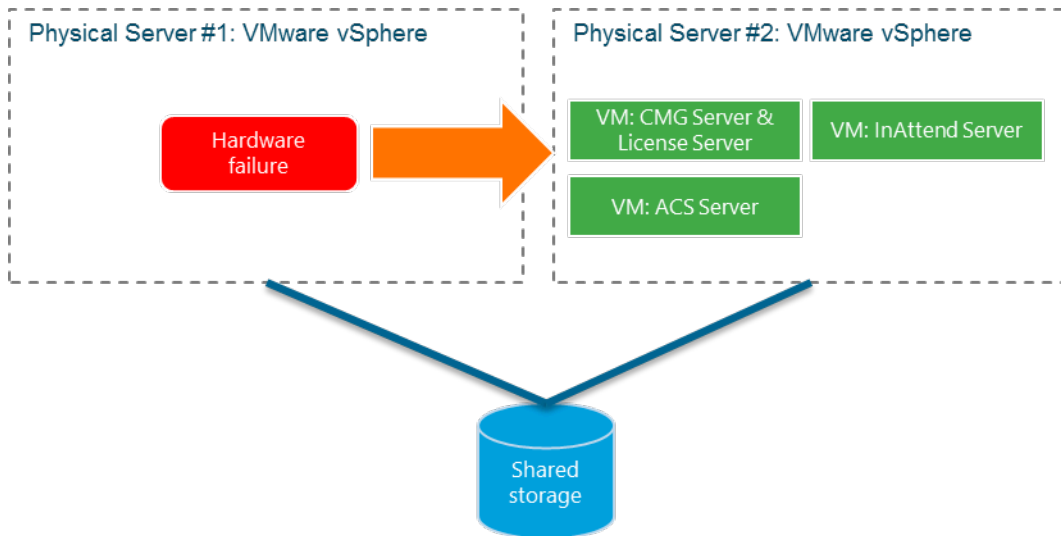 Physical Server #1: VMware vSphere
Physical Server #2: VMware vSphere
Hardware
failure
VM: CMG Server &
License Server
VM: InAttend Server
VM: ACS Server
Shared
storage